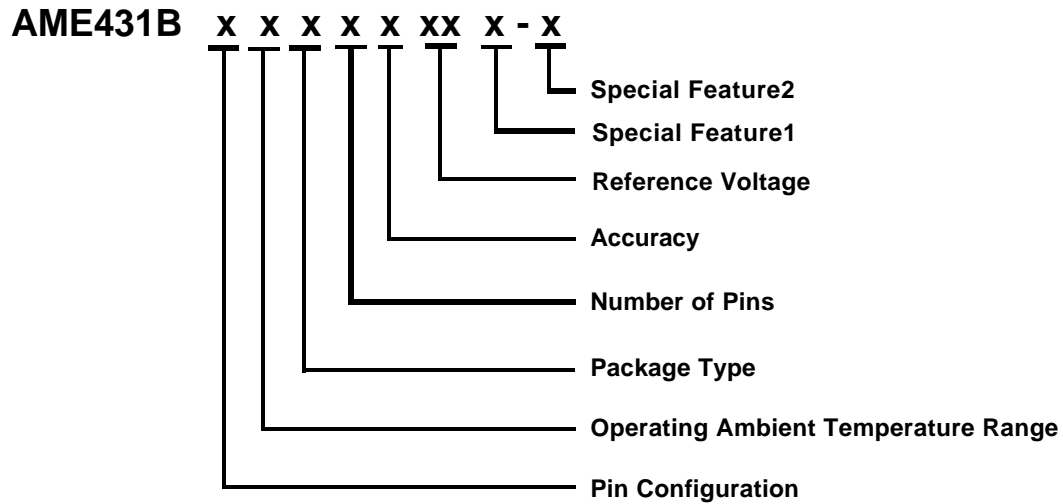 AME431B x x x x x xx x - x
Special Feature2
Special Feature1
Reference Voltage
Accuracy
Number of Pins
Package Type
Operating Ambient Temperature Range
Pin Configuration